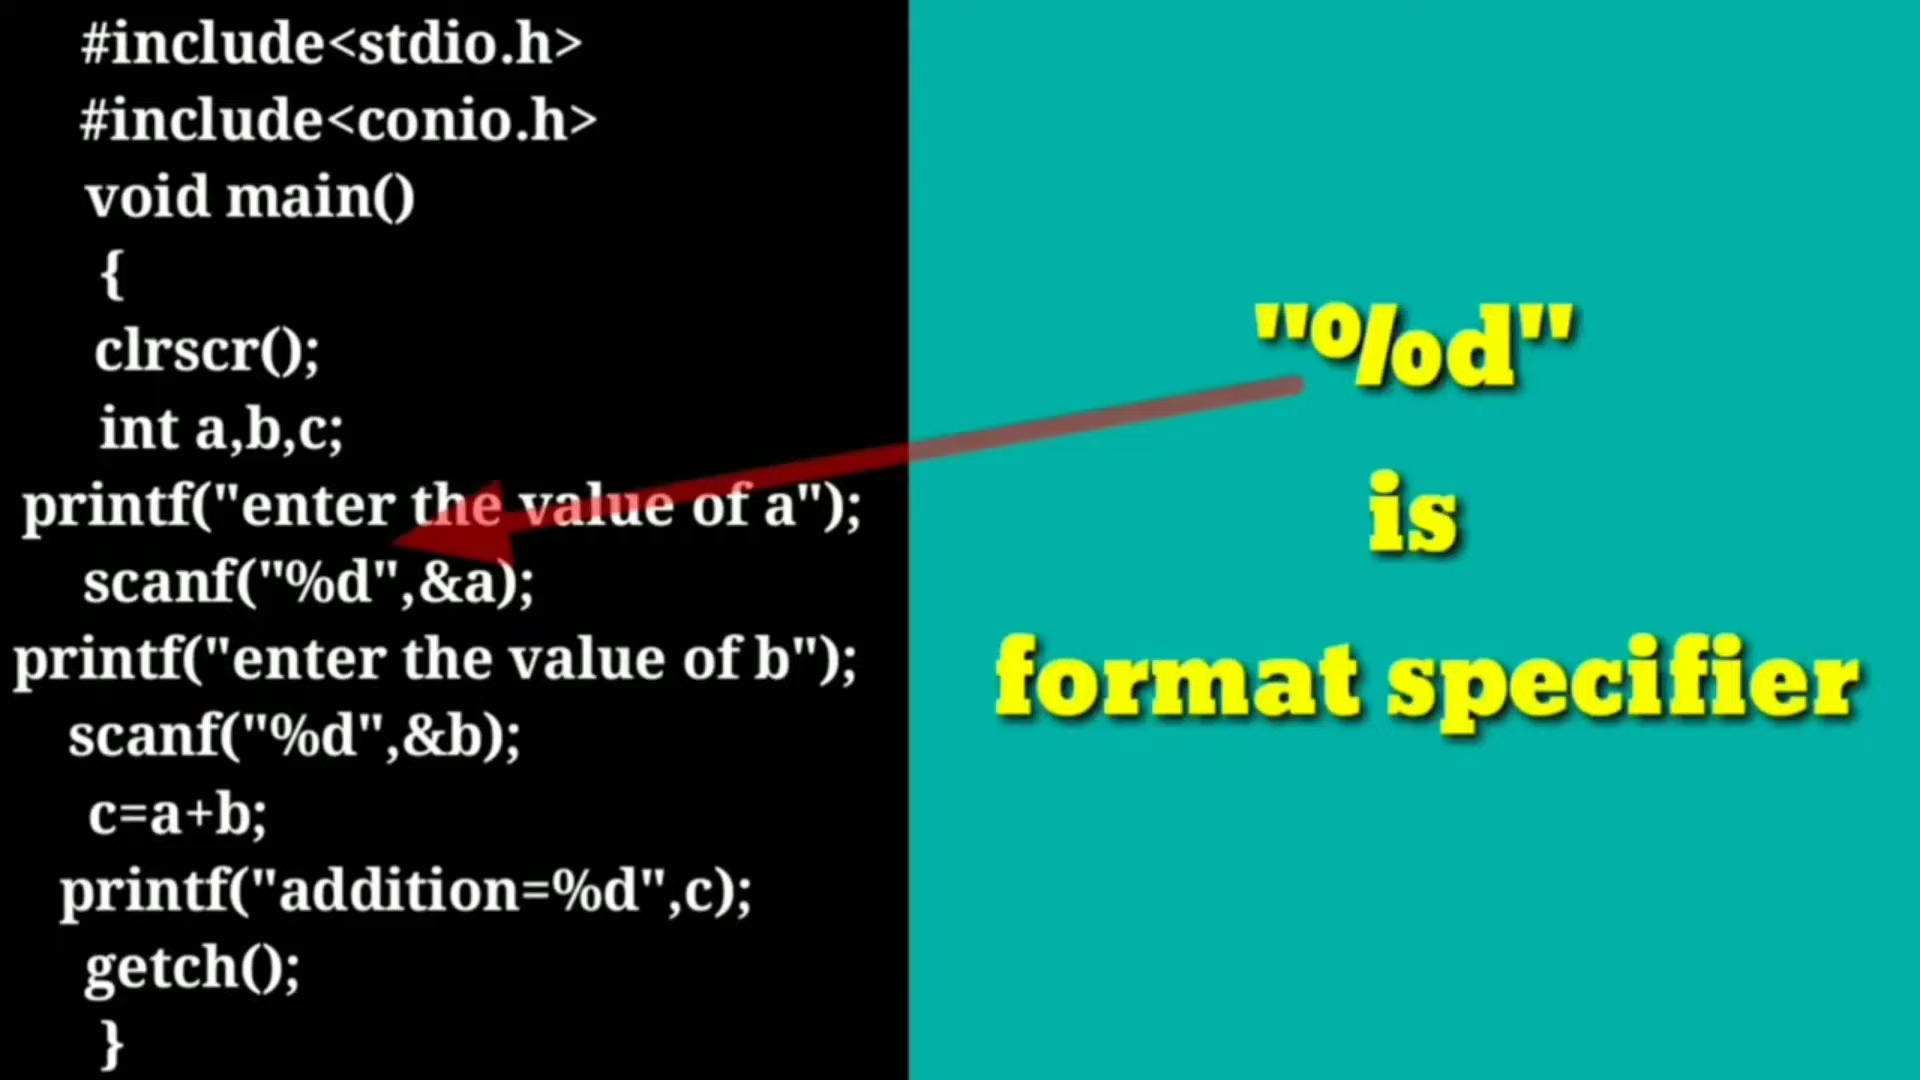 #include<stdio.h>
#include<conio.h>
void main()
{
clrscr();
int a,b,c;
printf("enter the value of a");
scanf("%d",&a);
printf("enter the value of b");
scanf("%d",&b);
c=a+b;
printf("addition=%d",c);
getch();
}
"%d"
is
format specifier